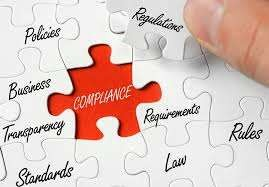 Regulations
Policies
Business
COMPLIANCE
Transparency
Requirements
Rules
Law
Standards